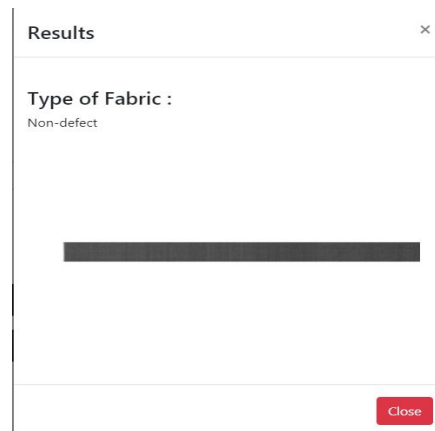 Results ×
Type of Fabric :
Non-defect
Close